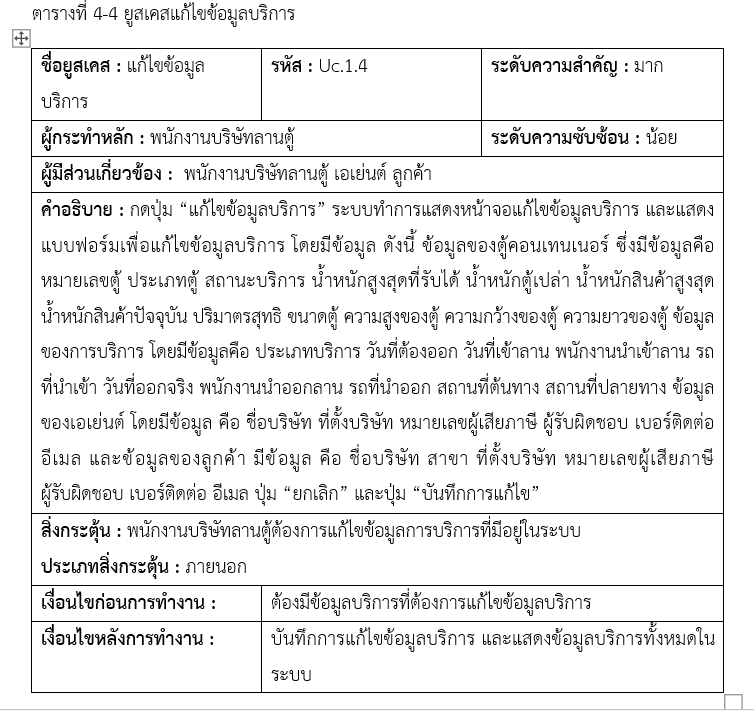 ตารางที่ 4-4 ยูสเคสแก้ไขข้อมูลบริการ
ชื่อยูสเคส : แก้ไขข้อมูล
บริการ
รหัส : Uc.1.4
ระดับความสำคัญ : มาก
ผู้กระทำหลัก : พนักงานบริษัทลานตู้
ระดับความซับซ้อน : น้อย
ผู้มีส่วนเกี่ยวข้อง : พนักงานบริษัทลานตู้ เอเย่นต์ ลูกค้า
คำอธิบาย : กดปุ่ม “แก้ไขข้อมูลบริการ” ระบบทำการแสดงหน้าจอแก้ไขข้อมูลบริการ และแสดง
แบบฟอร์มเพื่อแก้ไขข้อมูลบริการ โดยมีข้อมูล ดังนี้ ข้อมูลของตู้คอนเทนเนอร์ ซึ่งมีข้อมูลคือ
หมายเลขตู้ ประเภทตู้ สถานะบริการ น้ำหนักสูงสุดที่รับได้ น้ำหนักตู้เปล่า น้ำหนักสินค้าสูงสุด
น้ำหนักสินค้าปัจจุบัน ปริมาตรสุทธิ ขนาดตู้ ความสูงของตู้ ความกว้างของตู้ ความยาวของตู้ ข้อมูล
ของการบริการ โดยมีข้อมูลคือ ประเภทบริการ วันที่ต้องออก วันที่เข้าลาน พนักงานนำเข้าลาน รถ
ที่นำเข้า วันที่ออกจริง พนักงานนำออกลาน รถที่นำออก สถานที่ต้นทาง สถานที่ปลายทาง ข้อมูล
ของเอเย่นต์ โดยมีข้อมูล คือ ชื่อบริษัท ที่ตั้งบริษัท หมายเลขผู้เสียภาษี ผู้รับผิดชอบ เบอร์ติดต่อ
อีเมล และข้อมูลของลูกค้า มีข้อมูล คือ ชื่อบริษัท สาขา ที่ตั้งบริษัท หมายเลขผู้เสียภาษี
ผู้รับผิดชอบ เบอร์ติดต่อ อีเมล ปุ่ม “ยกเลิก” และปุ่ม “บันทึกการแก้ไข”
สิ่งกระตุ้น : พนักงานบริษัทลานตู้ต้องการแก้ไขข้อมูลการบริการที่มีอยู่ในระบบ
ประเภทสิ่งกระตุ้น : ภายนอก
เงื่อนไขก่อนการทำงาน :
ต้องมีข้อมูลบริการที่ต้องการแก้ไขข้อมูลบริการ
เงื่อนไขหลังการทำงาน :
บันทึกการแก้ไขข้อมูลบริการ และแสดงข้อมูลบริการทั้งหมดใน
ระบบ